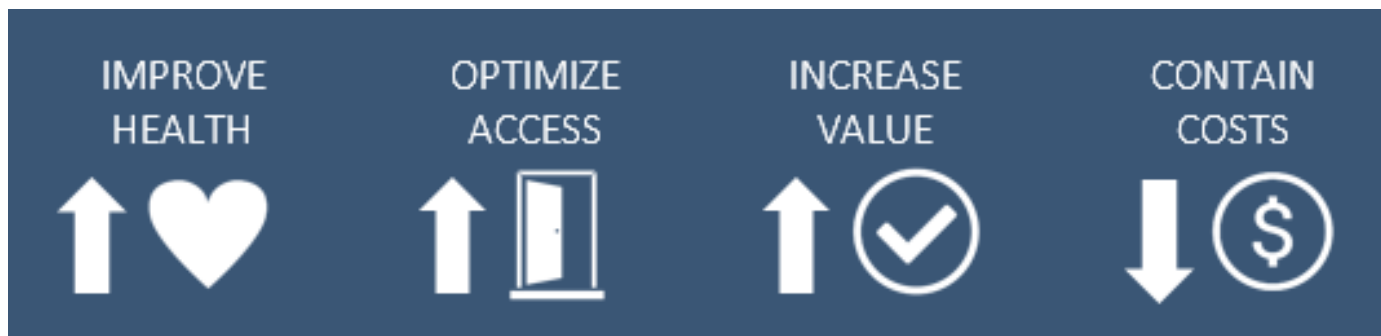 IMPROVE
HEALTH
OPTIMIZE
ACCESS
INCREASE
VALUE
CONTAIN
COSTS
$